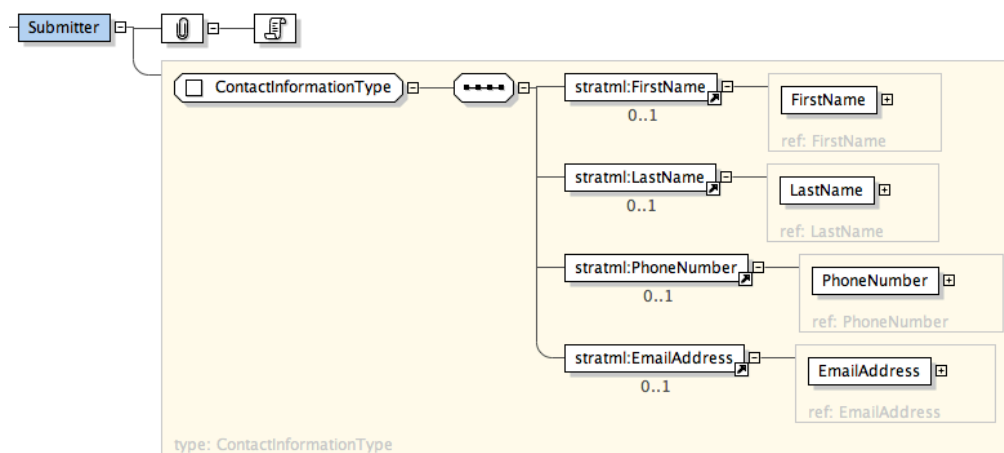 Submitter
ContactInformationType
stratml:FirstName
0..1
FirstName
ref: FirstName
stratml:LastName
0..1
LastName
ref: LastName
stratml:PhoneNumber
0..1
PhoneNumber
ref: PhoneNumber
stratml:EmailAddress
0..1
EmailAddress
ref: EmailAddress
type: ContactInformationType